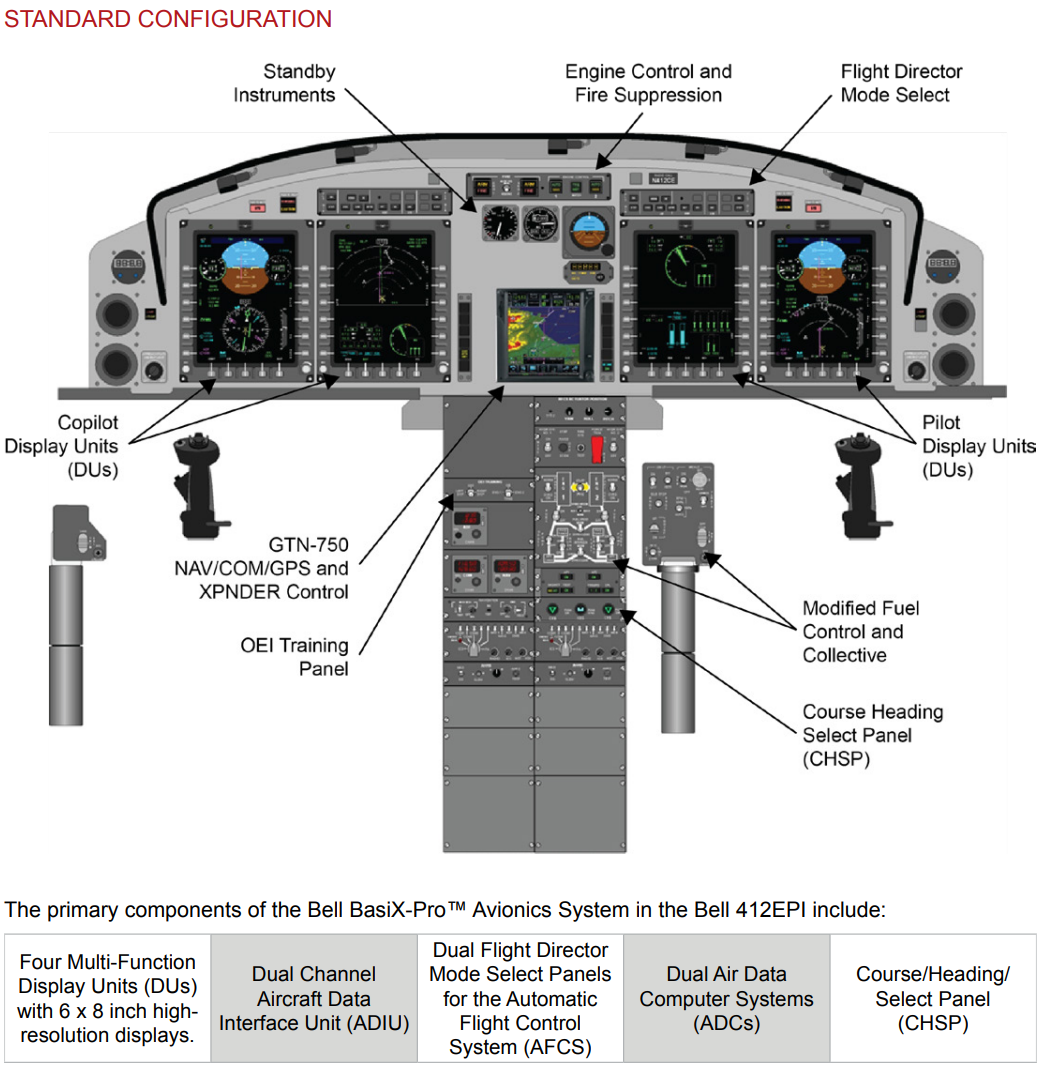 STANDARD CONFIGURATION
Standby
Instruments
Engine Control and
Fire Suppression
Flight Director
Mode Select
Copilot
Display Units
(DUs)
Pilot
Display Units
(DUs)
GTN-750
NAV/COM/GPS and
XPNDER Control
OEI Training
Panel
Modified Fuel
Control and
Collective
Course Heading
Select Panel
(CHSP)
The primary components of the Bell BasiX-Pro™ Avionics System in the Bell 412EPI include:
Four Multi-Function
Display Units (DUs)
with 6 x 8 inch high-
resolution displays.
Dual Channel
Aircraft Data
Interface Unit (ADIU)
Dual Flight Director
Mode Select Panels
for the Automatic
Flight Control
System (AFCS)
Dual Air Data
Computer Systems
(ADCs)
Course/Heading/
Select Panel
(CHSP)